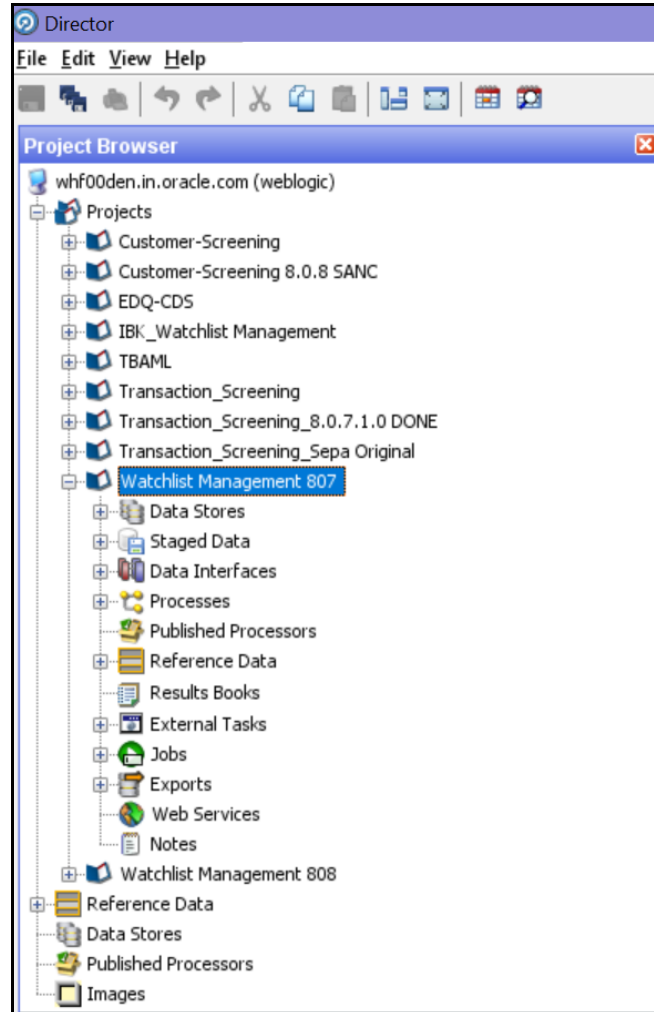 Director
File Edit View Help
Project Browser
whf00den.in.oracle.com (weblogic)
Projects
Customer-Screening
Customer-Screening 8.0.8 SANC
EDQ-CDS
IBK_Watchlist Management
TBAML
Transaction_Screening
Transaction_Screening_8.0.7.1.0 DONE
Transaction_Screening_Sepa Original
Watchlist Management 807
Data Stores
Staged Data
Data Interfaces
Processes
Published Processors
Reference Data
Results Books
External Tasks
Jobs
Exports
Web Services
Notes
Watchlist Management 808
Reference Data
Data Stores
Published Processors
Images